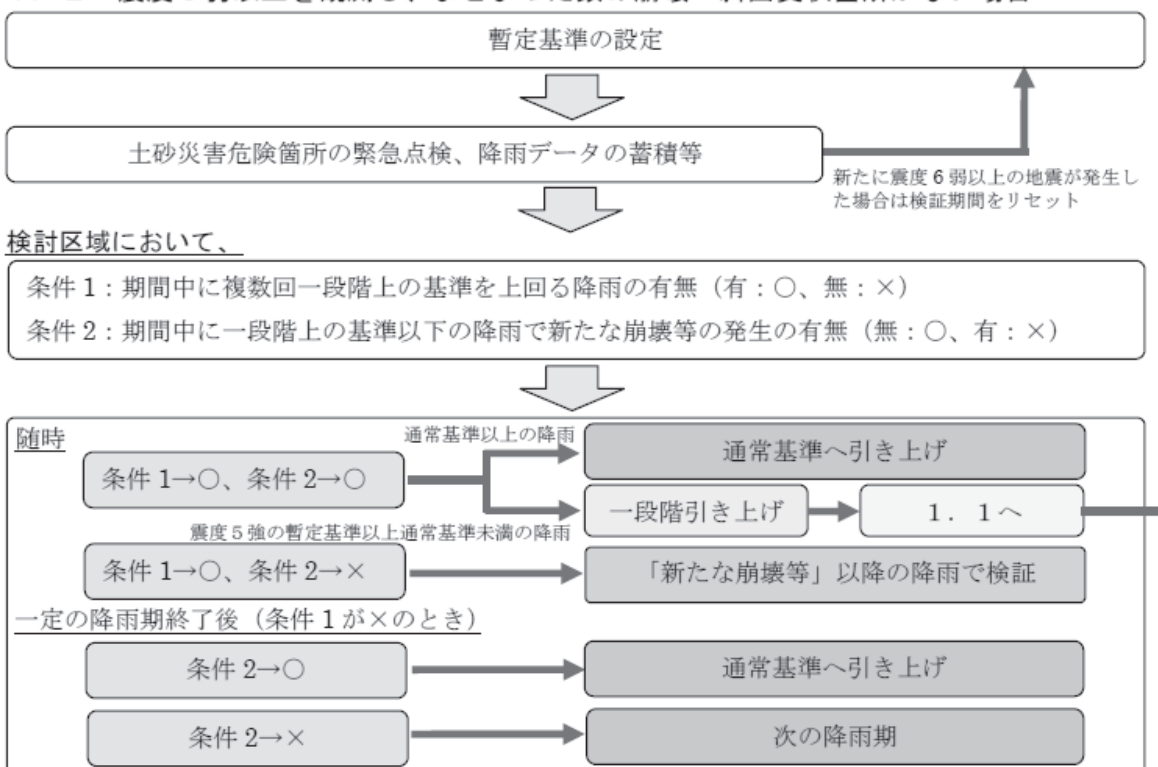 暫定基準の設定
土砂災害危険箇所の緊急点検、降雨データの蓄積等
新たに震度6弱以上の地震が発生し
た場合は検証期間をリセット
検討区域において、
条件1：期間中に複数回一段階上の基準を上回る降雨の有無（有：○、無：×）
条件2：期間中に一段階上の基準以下の降雨で新たな崩壊等の発生の有無（無：○、有：×）
随時
通常基準以上の降雨
条件1→○、条件2→○
通常基準へ引き上げ
一段階引き上げ
1．1へ
震度5強の暫定基準以上通常基準未満の降雨
条件1→○、条件2→×
「新たな崩壊等」以降の降雨で検証
一定の降雨期終了後（条件1が×のとき）
条件2→○
通常基準へ引き上げ
条件2→×
次の降雨期